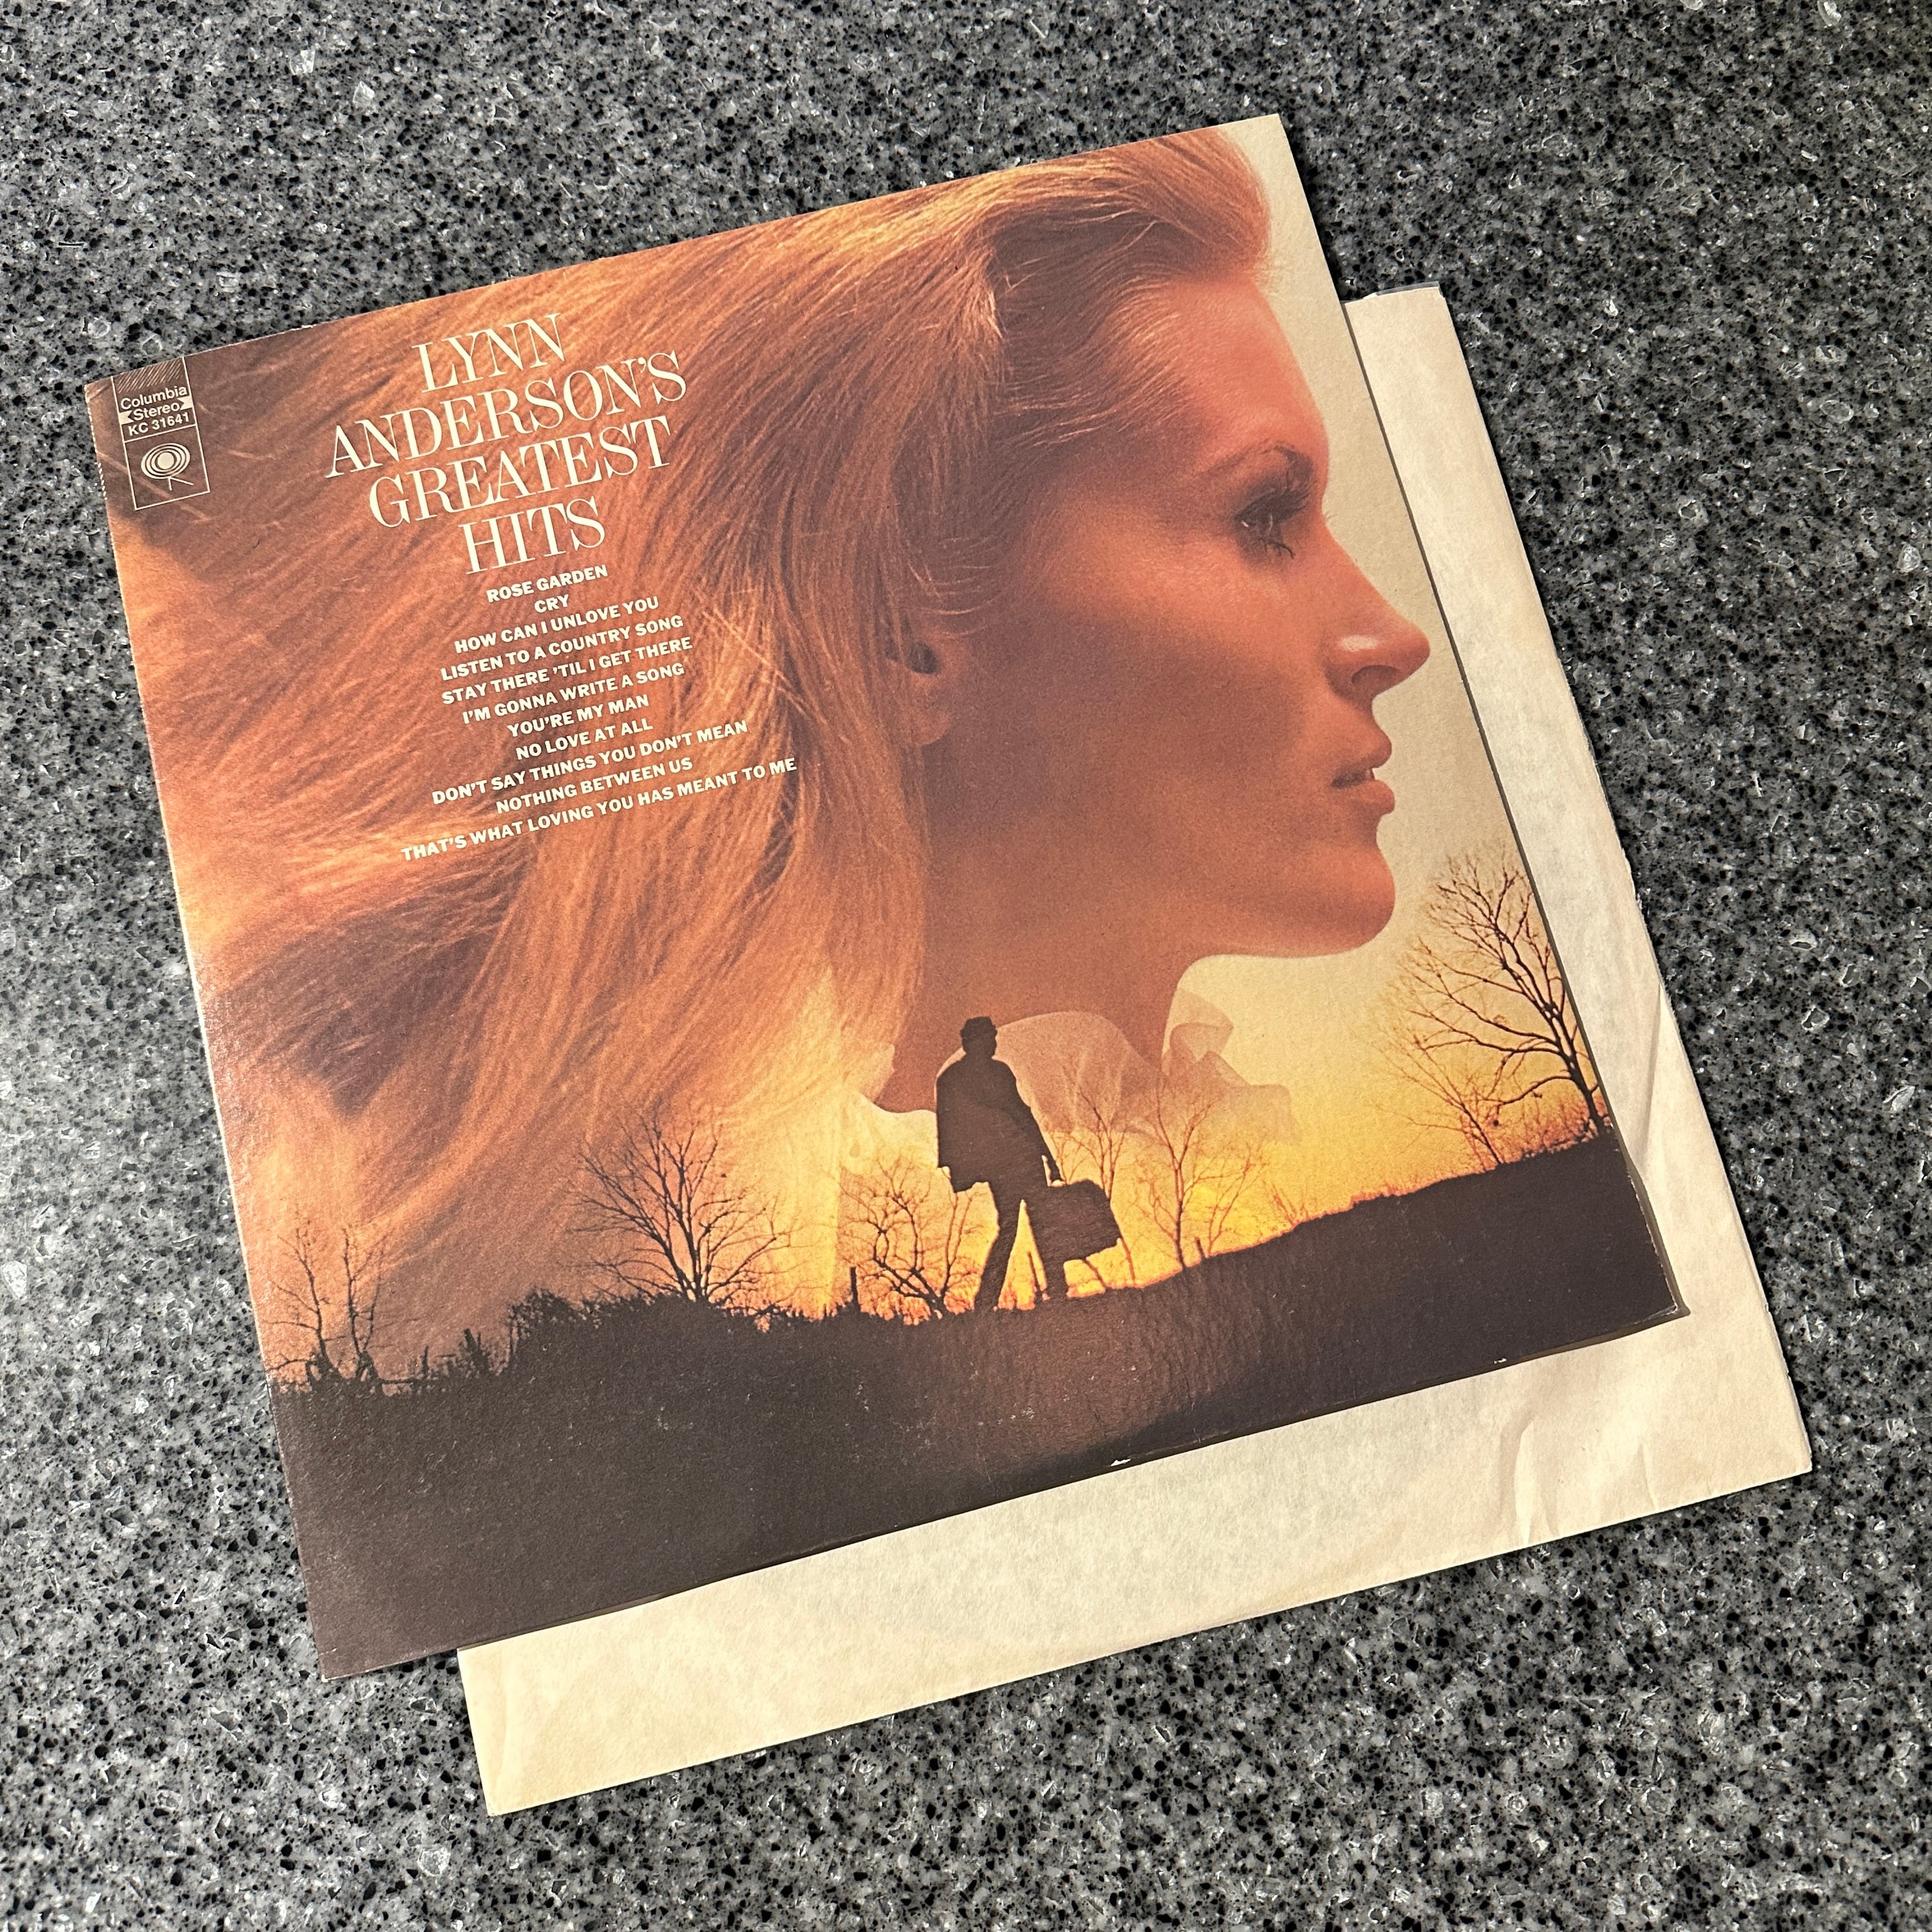 Columbia
Stereo
KC 31641
LYNN
ANDERSON'S
GREATEST
HITS
ROSE GARDEN
CRY
HOW CAN I UNLOVE YOU
LISTEN TO A COUNTRY SONG
STAY THERE 'TIL I GET THERE
I'M GONNA WRITE A SONG
YOU'RE MY MAN
NO LOVE AT ALL
DON'T SAY THINGS YOU DON'T MEAN
NOTHING BETWEEN US
THAT'S WHAT LOVING YOU HAS MEANT TO ME